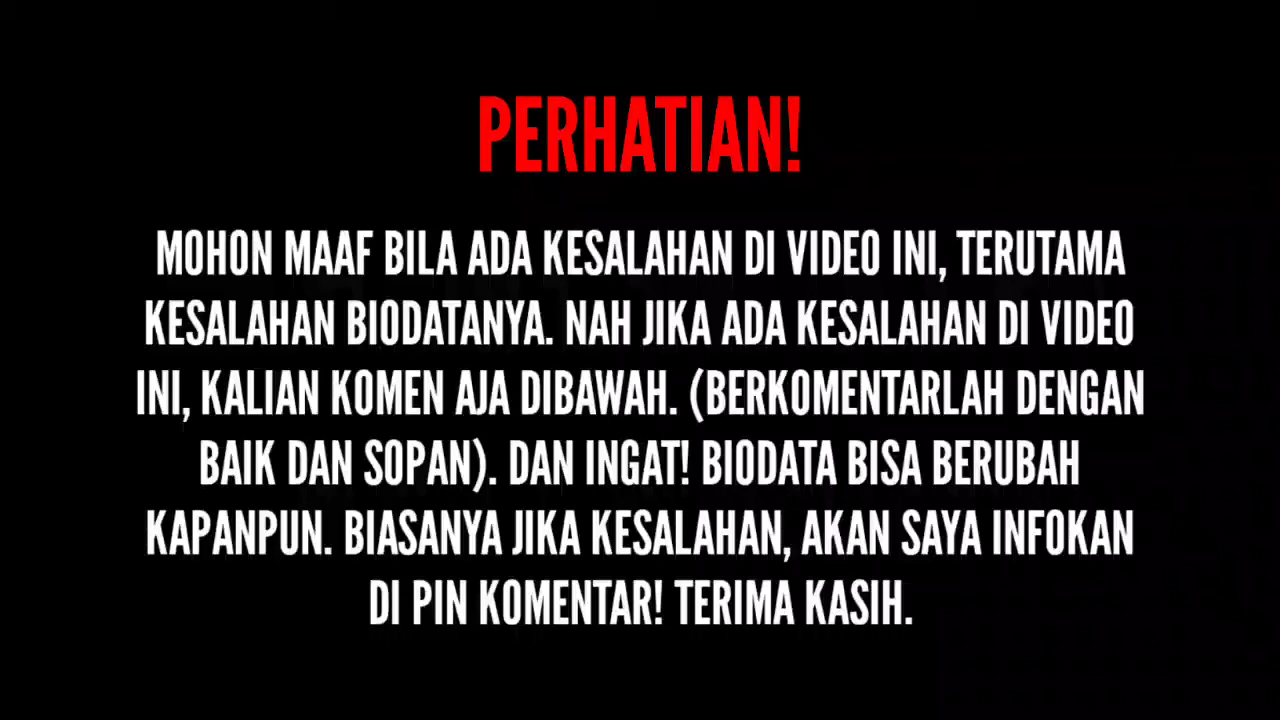 PERHATIAN!
MOHON MAAF BILA ADA KESALAHAN DI VIDEO INI, TERUTAMA
KESALAHAN BIODATANYA. NAH JIKA ADA KESALAHAN DI VIDEO
INI, KALIAN KOMEN AJA DIBAWAH. (BERKOMENTARLAH DENGAN
BAIK DAN SOPAN). DAN INGAT! BIODATA BISA BERUBAH
KAPANPUN. BIASANYA JIKA KESALAHAN, AKAN SAYA INFOKAN
DI PIN KOMENTAR! TERIMA KASIH.